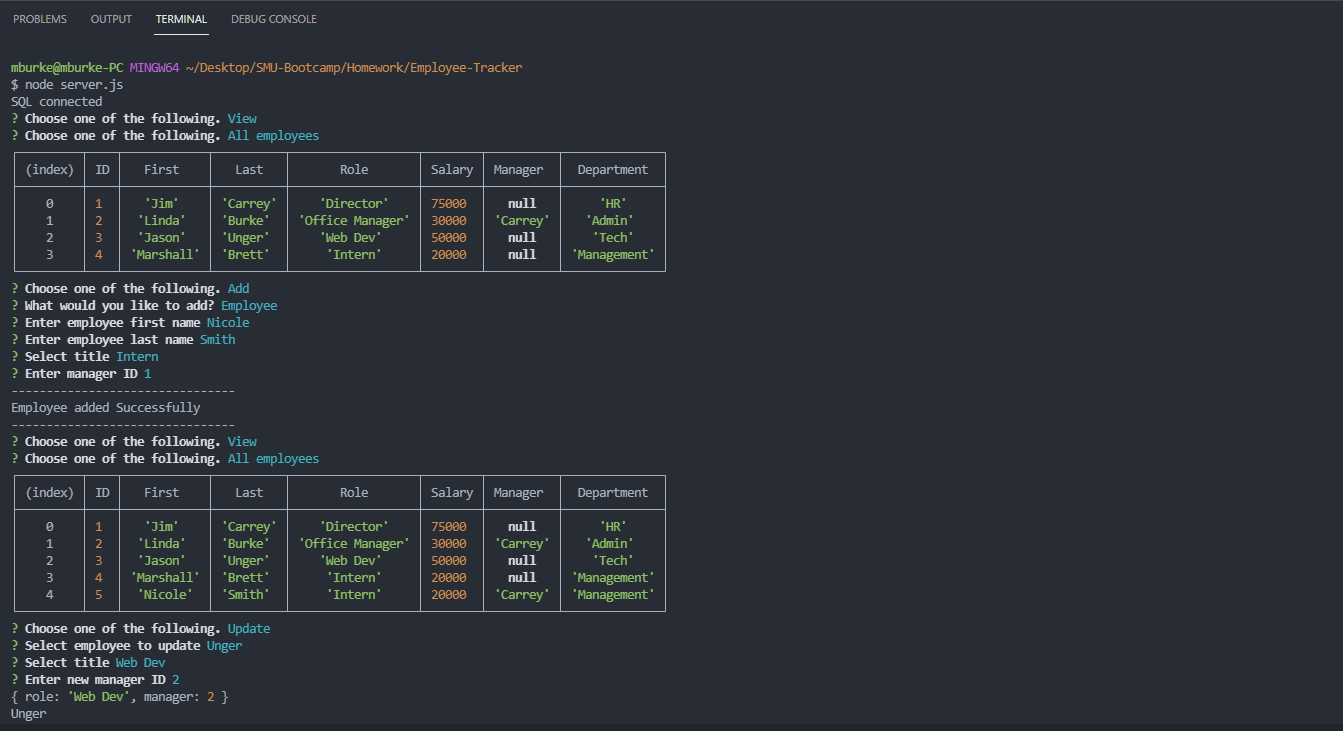 PROBLEMS OUTPUT TERMINAL DEBUG CONSOLE
mburke@mburke-PC MINGW64 ~/Desktop/SMU-Bootcamp/Homework/Employee-Tracker
$ node server.js
SQL connected
? Choose one of the following. View
? Choose one of the following. All employees
(index) ID First Last Role Salary Manager Department
0 1 'Jim' 'Carrey' 'Director' 75000 null 'HR'
1 2 'Linda' 'Burke' 'Office Manager' 30000 'Carrey' 'Admin'
2 3 'Jason' 'Unger' 'Web Dev' 50000 null 'Tech'
3 4 'Marshall' 'Brett' 'Intern' 20000 null 'Management'
? Choose one of the following. Add
? What would you like to add? Employee
? Enter employee first name Nicole
? Enter employee last name Smith
? Select title Intern
? Enter manager ID 1
--------------------------------
Employee added Successfully
--------------------------------
? Choose one of the following. View
? Choose one of the following. All employees
(index) ID First Last Role Salary Manager Department
0 1 'Jim' 'Carrey' 'Director' 75000 null 'HR'
1 2 'Linda' 'Burke' 'Office Manager' 30000 'Carrey' 'Admin'
2 3 'Jason' 'Unger' 'Web Dev' 50000 null 'Tech'
3 4 'Marshall' 'Brett' 'Intern' 20000 null 'Management'
4 5 'Nicole' 'Smith' 'Intern' 20000 'Carrey' 'Management'
? Choose one of the following. Update
? Select employee to update Unger
? Select title Web Dev
? Enter new manager ID 2
{ role: 'Web Dev', manager: 2 }
Unger